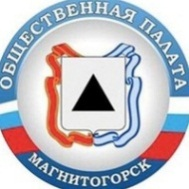 ОБЩЕСТВЕННАЯ ПАЛАТА
МАГНИТОГОРСК